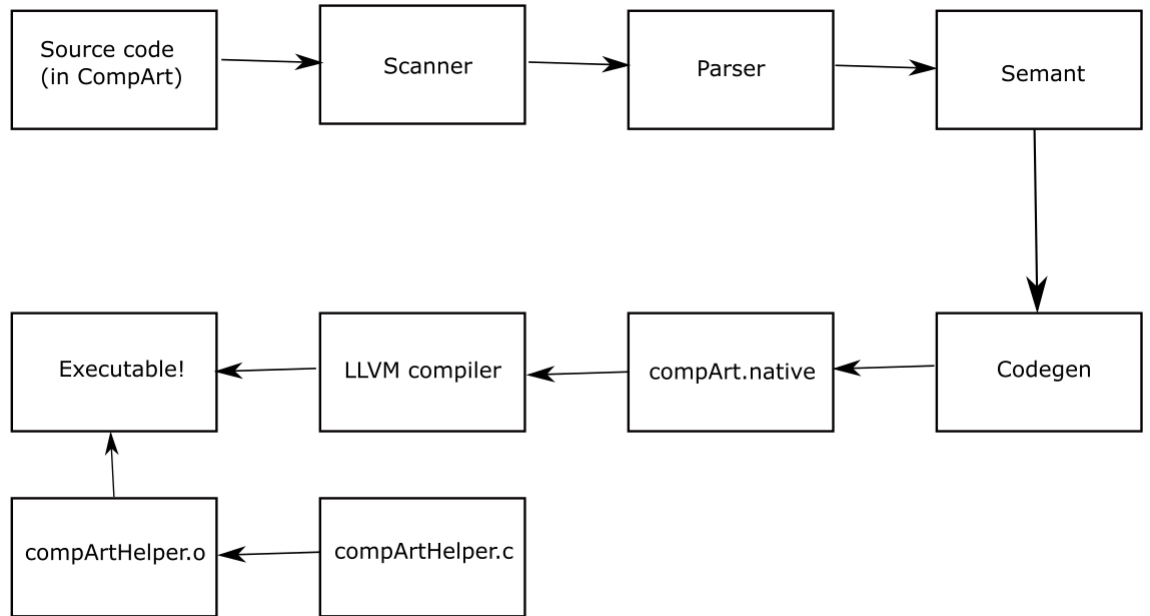 Source code
(in CompArt)
Scanner
Parser
Semant
Executable!
LLVM compiler
compArt.native
Codegen
compArtHelper.o
compArtHelper.c